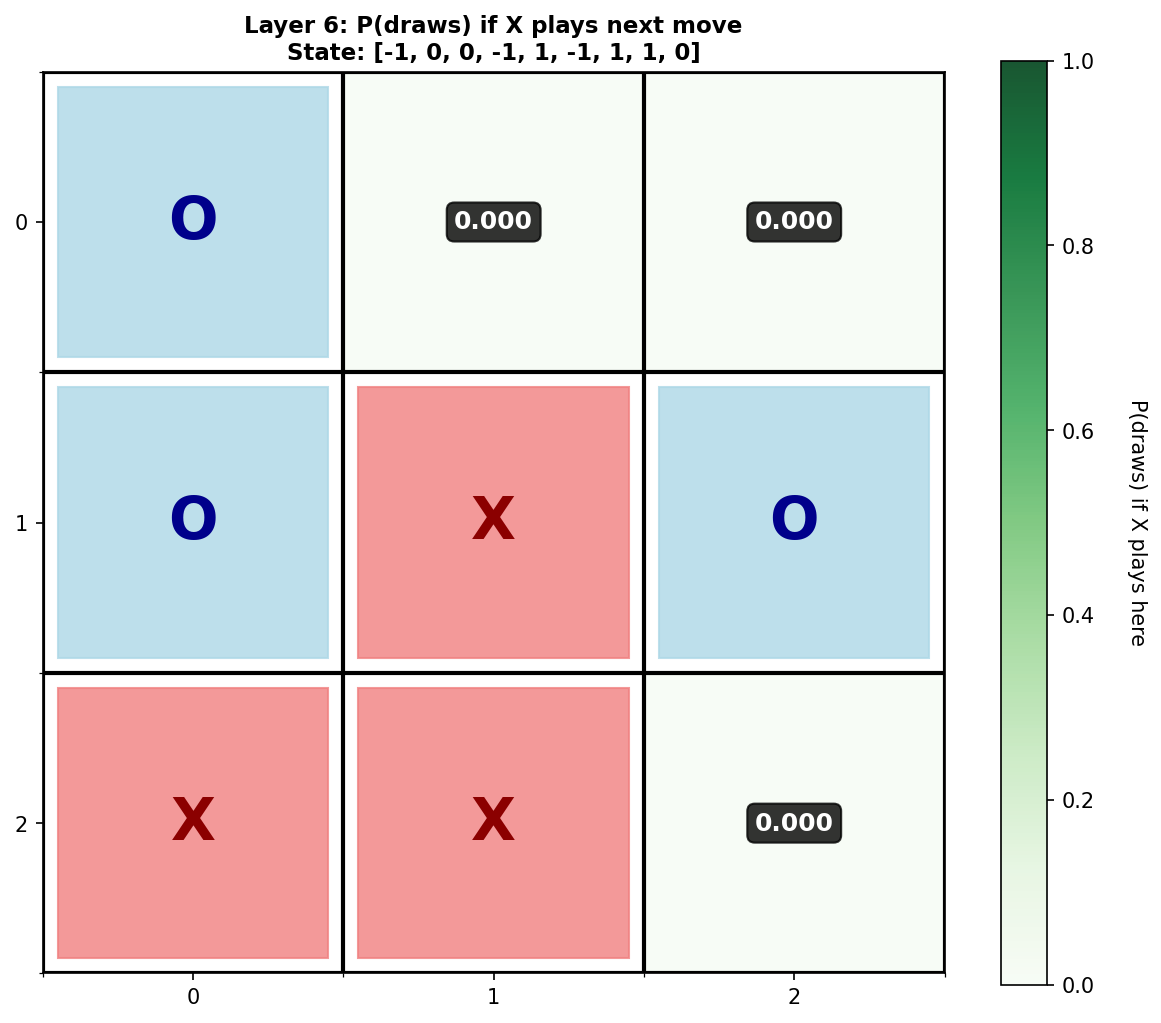 Layer 6: P(draws) if X plays next move
State: [-1, 0, 0, -1, 1, -1, 1, 1, 0]
O
0.000
0.000
O
X
O
X
X
0.000
0
1
2
0
1
2
1.0
0.8
0.6
0.4
0.2
0.0
P(draws) if X plays here